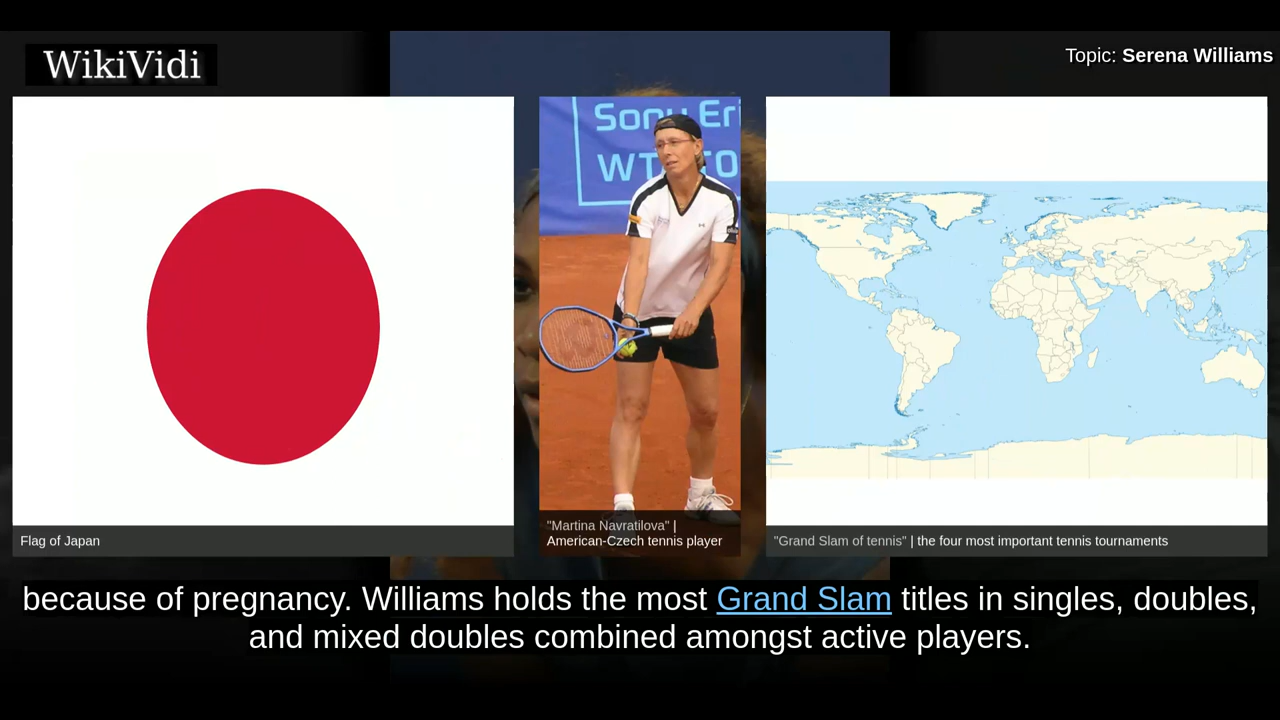 WikiVidi
Topic: Serena Williams
Sony Eri
WT TO
Flag of Japan
"Martina Navratilova" |
American-Czech tennis player
"Grand Slam of tennis" | the four most important tennis tournaments
because of pregnancy. Williams holds the most Grand Slam titles in singles, doubles,
and mixed doubles combined amongst active players.